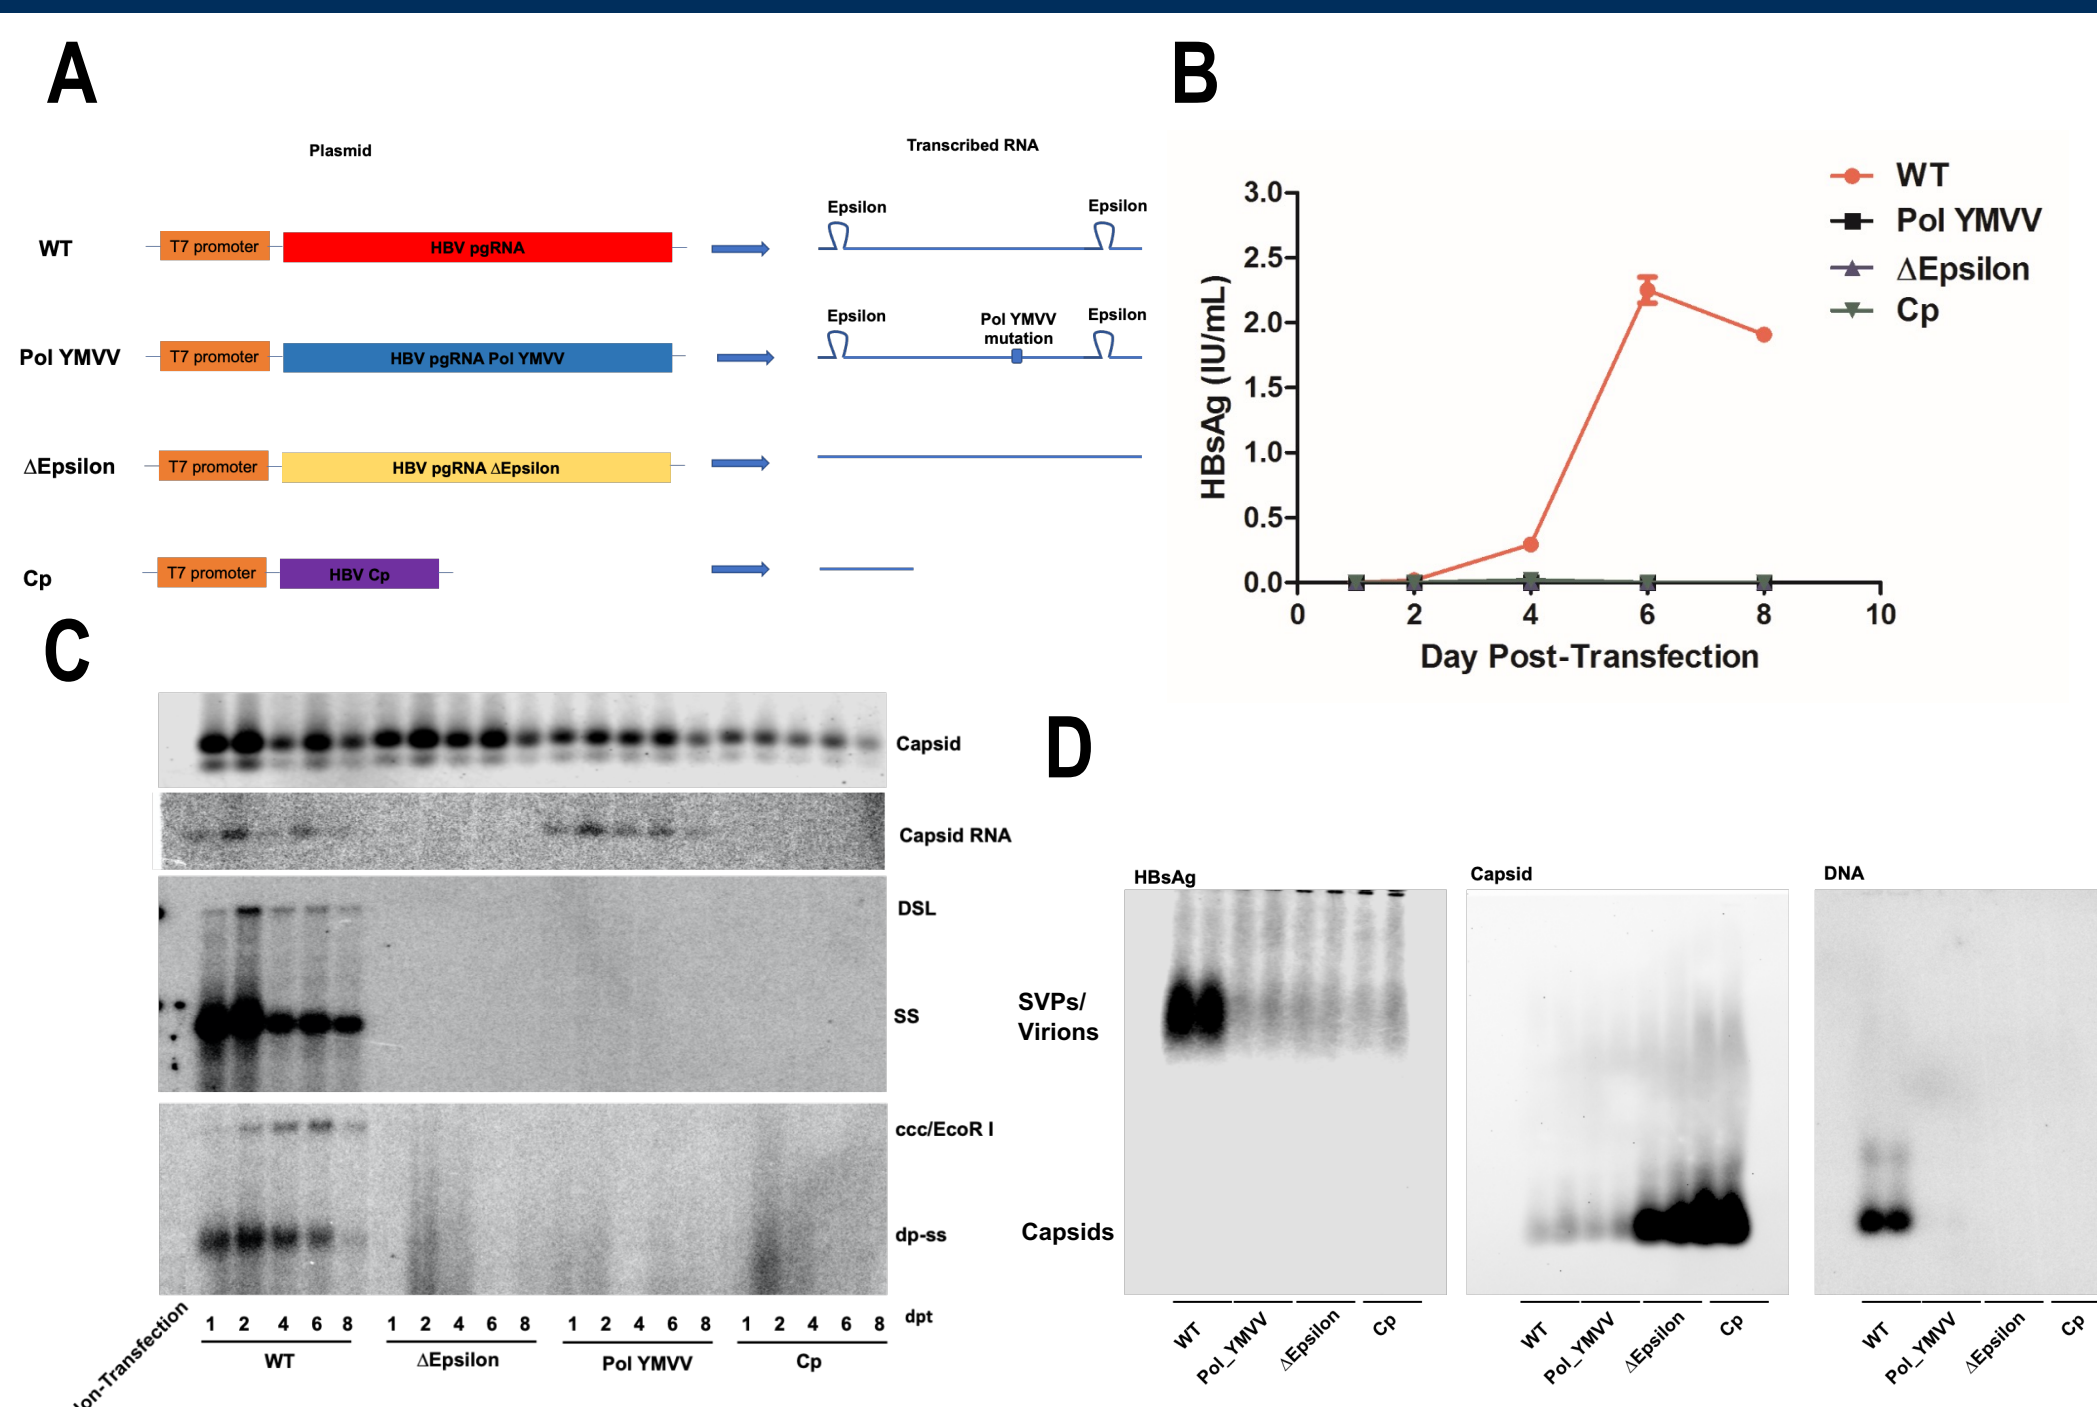 A
Plasmid
Transcribed RNA
WT
T7 promoter
HBV pgRNA
Epsilon
Epsilon
Pol YMVV
T7 promoter
HBV pgRNA Pol YMVV
Epsilon
Pol YMVV
mutation
Epsilon
ΔEpsilon
T7 promoter
HBV pgRNA ΔEpsilon
Cp
T7 promoter
HBV Cp
B
HBsAg (IU/mL)
3.0
2.5
2.0
1.5
1.0
0.5
0.0
0 2 4 6 8 10
Day Post-Transfection
WT
Pol YMVV
ΔEpsilon
Cp
C
Capsid
Capsid RNA
DSL
SS
ccc/EcoR I
dp-ss
1 2 4 6 8 1 2 4 6 8 1 2 4 6 8 1 2 4 6 8 dpt
WT ΔEpsilon Pol YMVV Cp
D
HBsAg
Capsid
DNA
SVPs/
Virions
Capsids
WT Pol_YMVV ΔEpsilon Cp
WT Pol_YMVV ΔEpsilon Cp
WT Pol_YMVV ΔEpsilon Cp